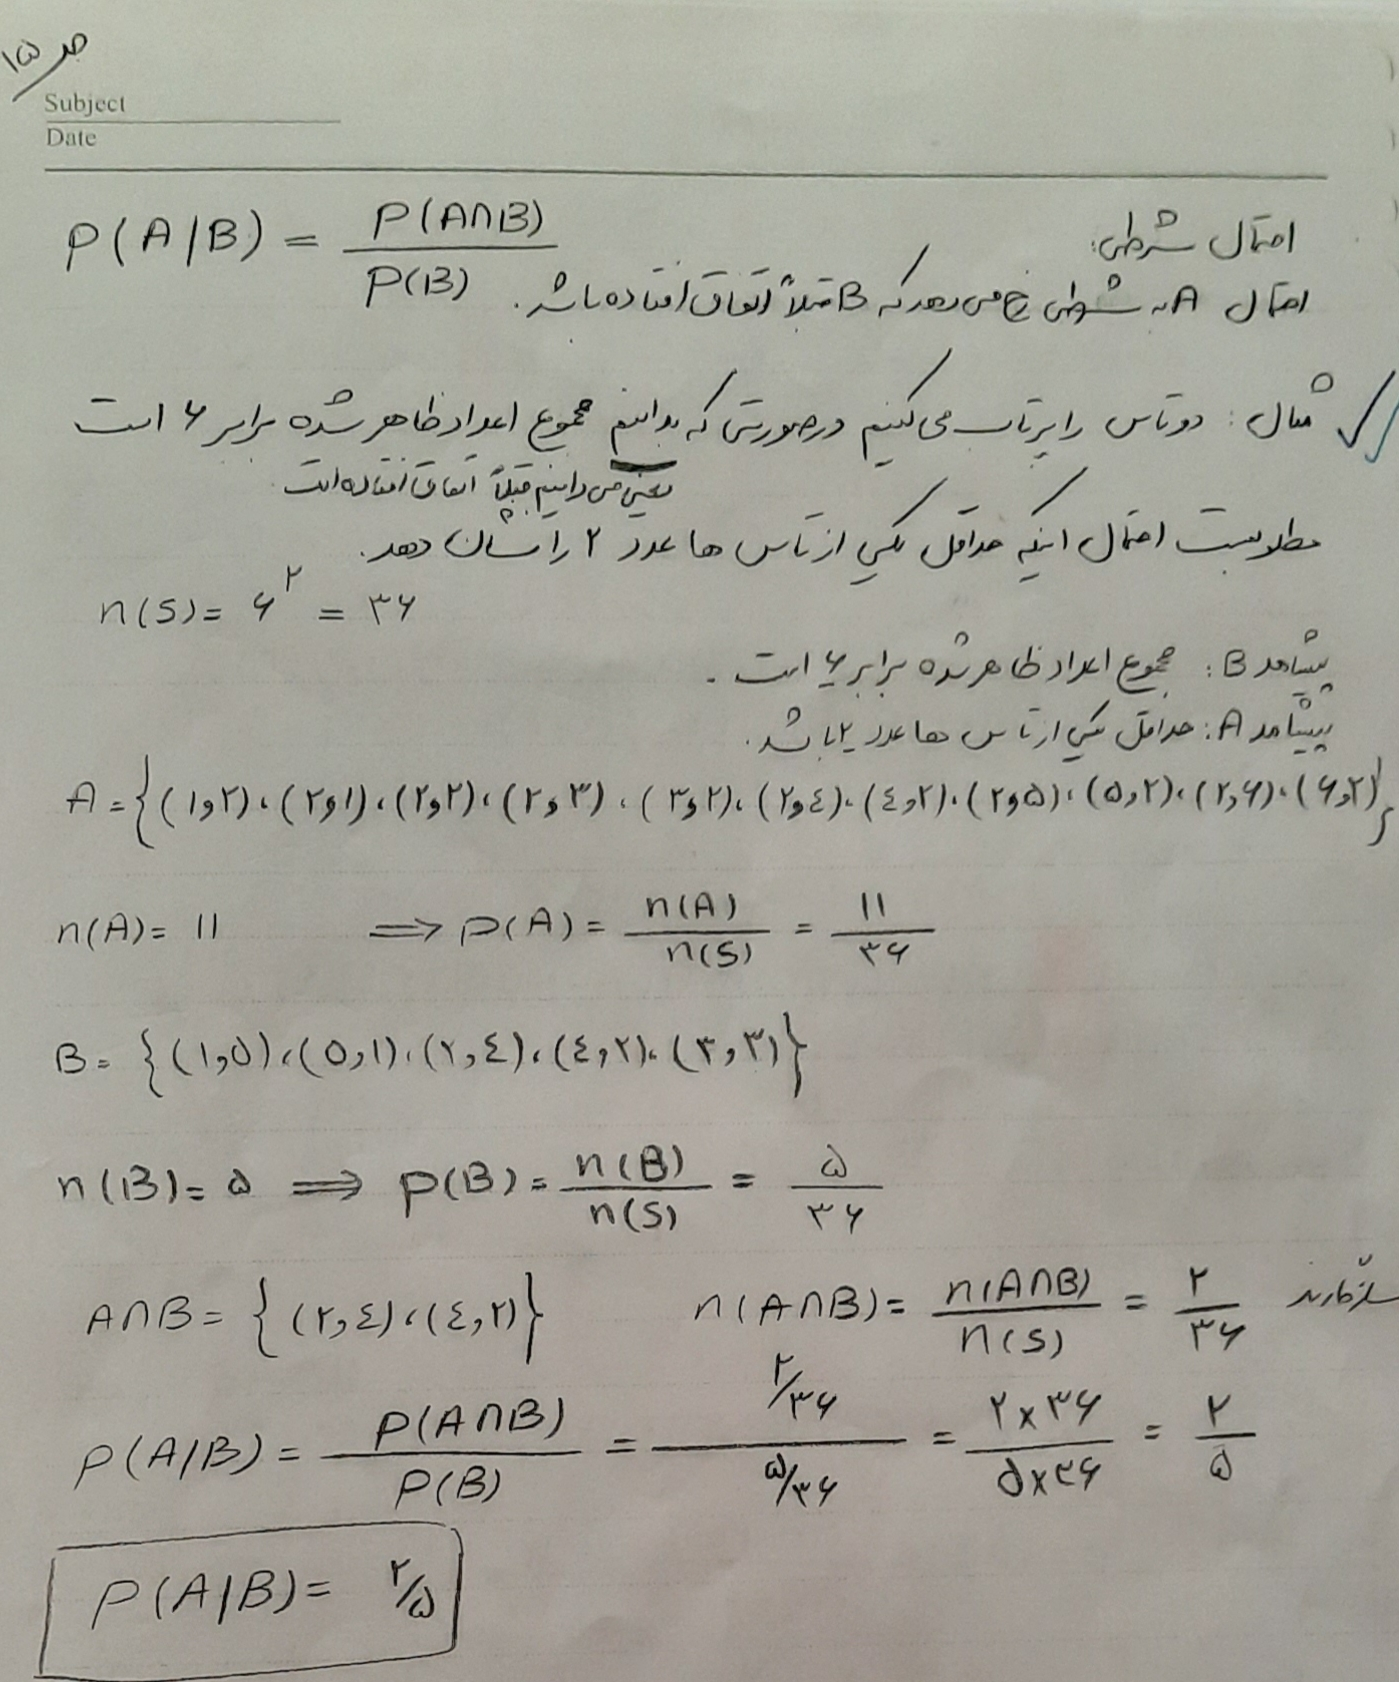 ص ۱۵
Subject
Date
احتمال شرطی:
P(A/B) = P(A∩B) / P(B)
احتمال A به شرطی رخ می دهد که B قبلاً اتفاق افتاده باشد.
مثال: دو تاس را پرتاب می کنیم درصورتی که بدانیم مجموع اعداد ظاهر شده برابر ۶ است
یعنی می دانیم قبلاً اتفاق افتاده است
مطلوبست احتمال اینکه حداقل یکی از تاس ها عدد ۲ را نشان دهد.
n(S) = ۶^۲ = ۳۶
پیشامد B: مجموع اعداد ظاهر شده برابر ۶ است.
پیشامد A: حداقل یکی از تاس ها عدد ۲ باشد.
A = {(۱,۲)، (۲,۱)، (۲,۲)، (۲,۳)، (۳,۲)، (۲,٤)، (٤,۲)، (۲,۵)، (۵,۲)، (۲,۶)، (۶,۲)}
n(A) = ۱۱ ⟹ p(A) = n(A) / n(S) = ۱۱ / ۳۶
B = {(۱,۵)، (۵,۱)، (۲,٤)، (٤,۲)، (۳,۳)}
n(B) = ۵ ⟹ p(B) = n(B) / n(S) = ۵ / ۳۶
A∩B = {(۲,٤)، (٤,۲)} n(A∩B) = n(A∩B) / n(S) = ۲ / ۳۶ سازگارند
P(A/B) = P(A∩B) / P(B) = ۲/۳۶ / ۵/۳۶ = ۲×۳۶ / ۵×۳۶ = ۲ / ۵
P(A/B) = ۲/۵